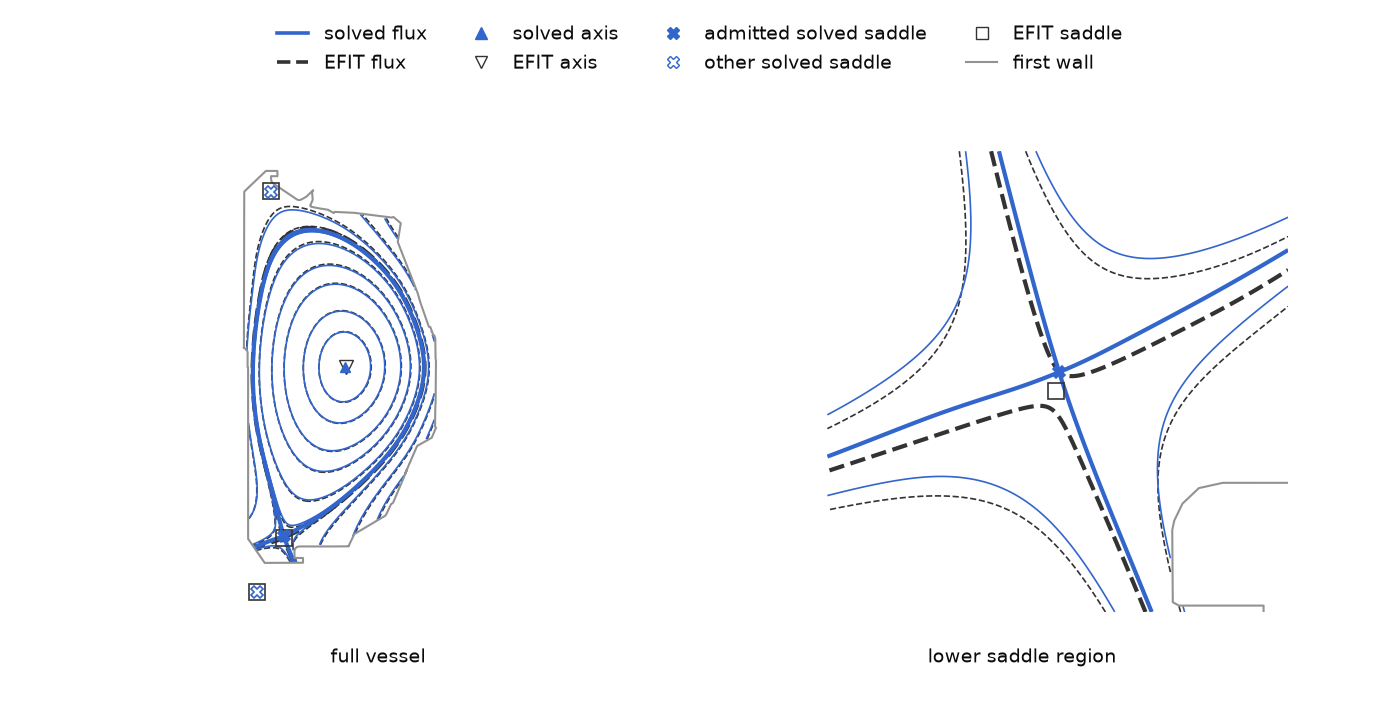 solved flux
EFIT flux
solved axis
EFIT axis
admitted solved saddle
other solved saddle
EFIT saddle
first wall
full vessel
lower saddle region